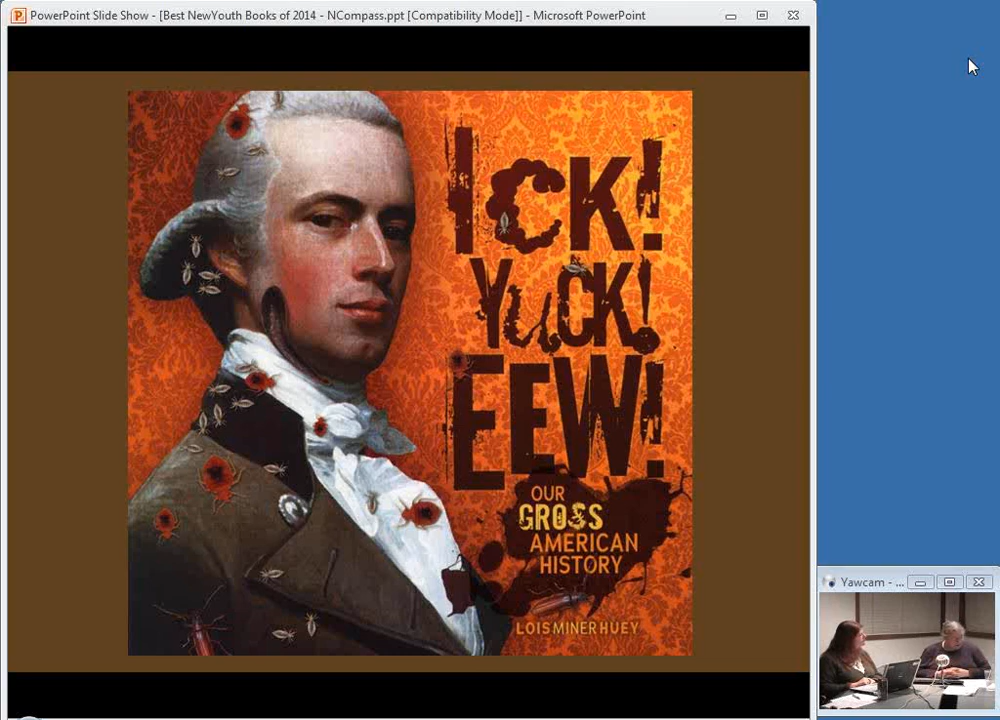 PowerPoint Slide Show - [Best NewYouth Books of 2014 - NCompass.ppt [Compatibility Mode]] - Microsoft PowerPoint
ICK!
YUCK!
EEW!
OUR
GROSS
AMERICAN
HISTORY
LOIS MINER HUEY
Yawcam - ...